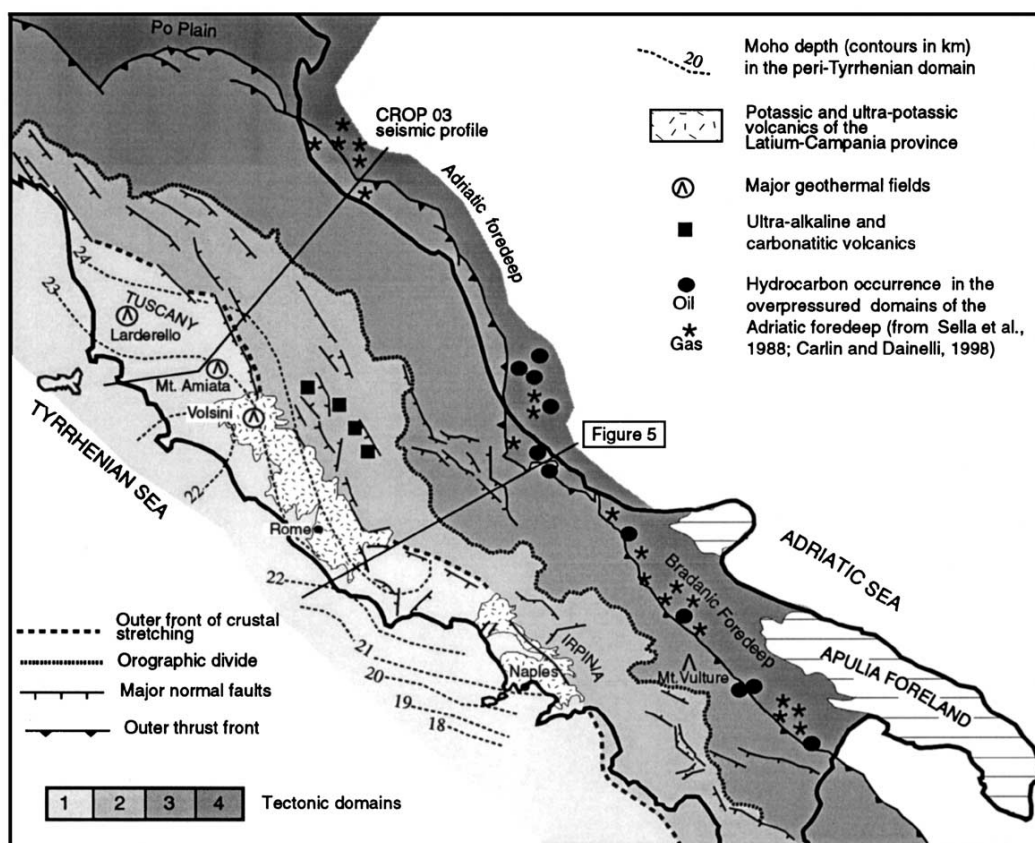 Po Plain
CROP 03
seismic profile
Adriatic foredeep
20
Moho depth (contours in km)
in the peri-Tyrrhenian domain
Potassic and ultra-potassic
volcanics of the
Latium-Campania province
Major geothermal fields
Ultra-alkaline and
carbonatitic volcanics
Oil
Gas
Hydrocarbon occurrence in the
overpressured domains of the
Adriatic foredeep (from Sella et al.,
1988; Carlin and Dainelli, 1998)
24
23
TUSCANY
Larderello
Mt. Amiata
Volsini
TYRRHENIAN SEA
22
Rome
Figure 5
22
21
20
19
18
Naples
IRPINIA
Mt. Vulture
Bradanic Foredeep
ADRIATIC SEA
APULIA FORELAND
Outer front of crustal
stretching
Orographic divide
Major normal faults
Outer thrust front
1 2 3 4 Tectonic domains